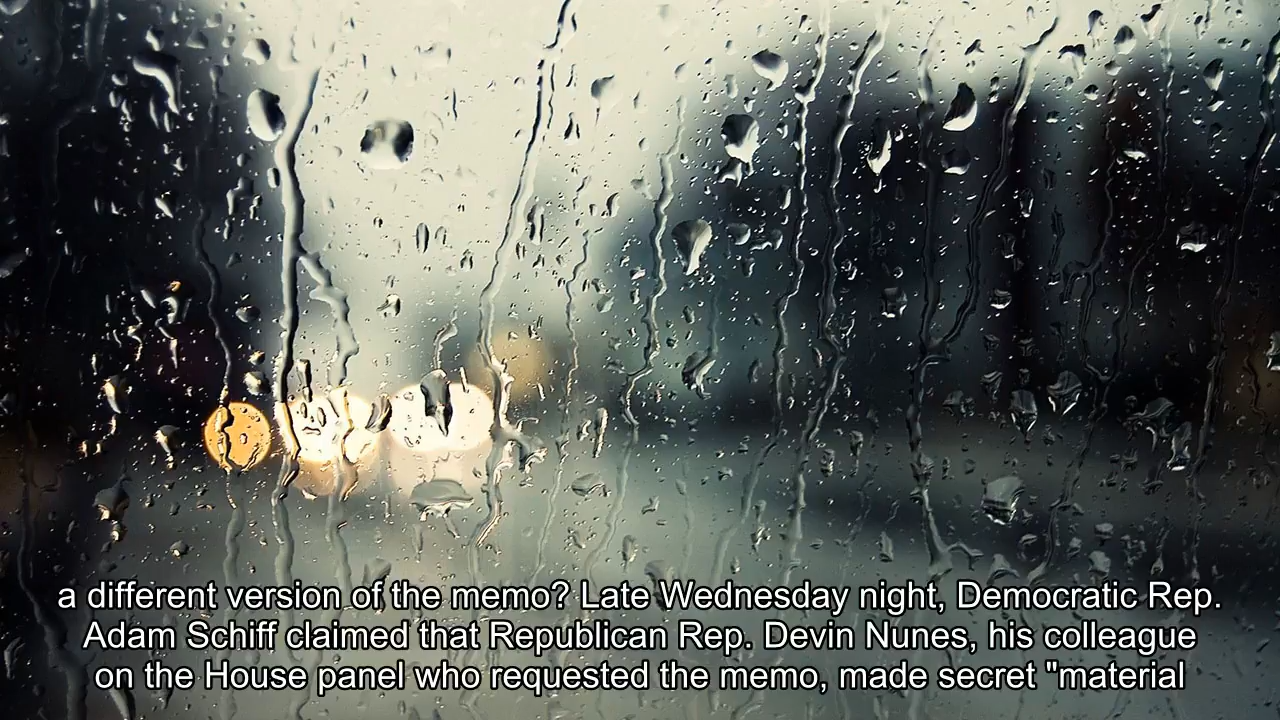 a different version of the memo? Late Wednesday night, Democratic Rep.
Adam Schiff claimed that Republican Rep. Devin Nunes, his colleague
on the House panel who requested the memo, made secret "material